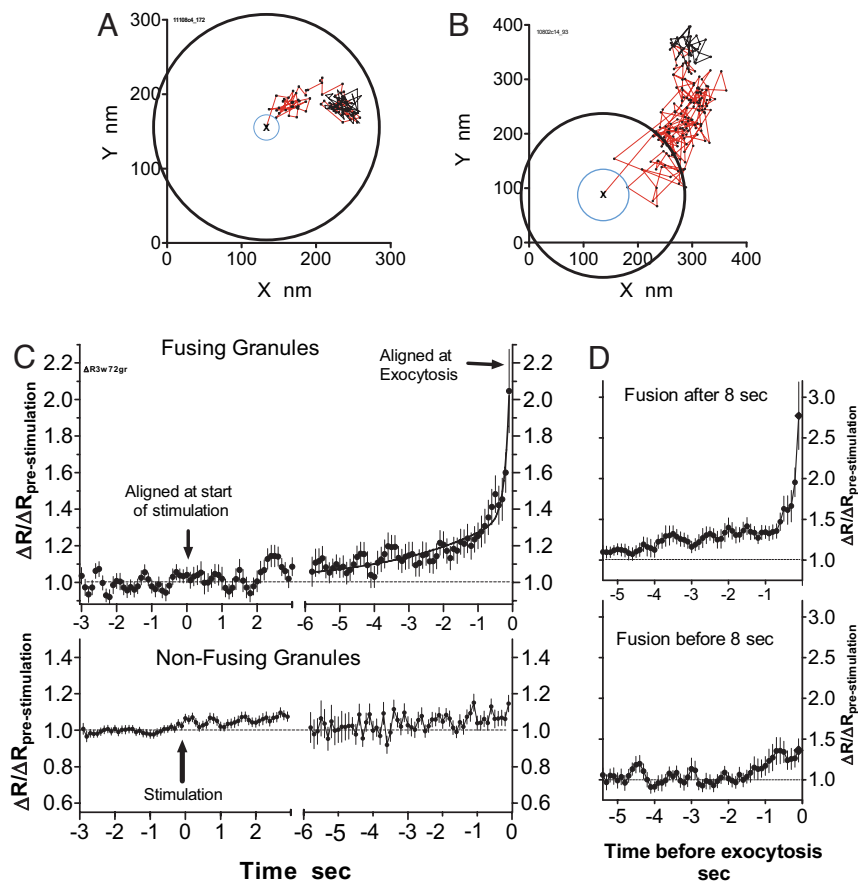 A
11108c4_172
300
200
100
0
Y nm
0 100 200 300
X nm
B
10802c14_93
400
300
200
100
0
Y nm
0 100 200 300 400
X nm
C
Fusing Granules
ΔR3w72gr
Aligned at
Exocytosis
Aligned at start
of stimulation
ΔR/ΔRpre-stimulation
2.2
2.0
1.8
1.6
1.4
1.2
1.0
2.2
2.0
1.8
1.6
1.4
1.2
1.0
-3 -2 -1 0 1 2 -6 -5 -4 -3 -2 -1 0
Non-Fusing Granules
Stimulation
ΔR/ΔRpre-stimulation
1.4
1.2
1.0
0.8
0.6
1.4
1.2
1.0
0.8
0.6
-3 -2 -1 0 1 2 3 -6 -5 -4 -3 -2 -1 0
Time sec
D
Fusion after 8 sec
3.0
2.5
2.0
1.5
1.0
ΔR/ΔRpre-stimulation
-5 -4 -3 -2 -1
Fusion before 8 sec
3.0
2.5
2.0
1.5
1.0
ΔR/ΔRpre-stimulation
-5 -4 -3 -2 -1 0
Time before exocytosis
sec